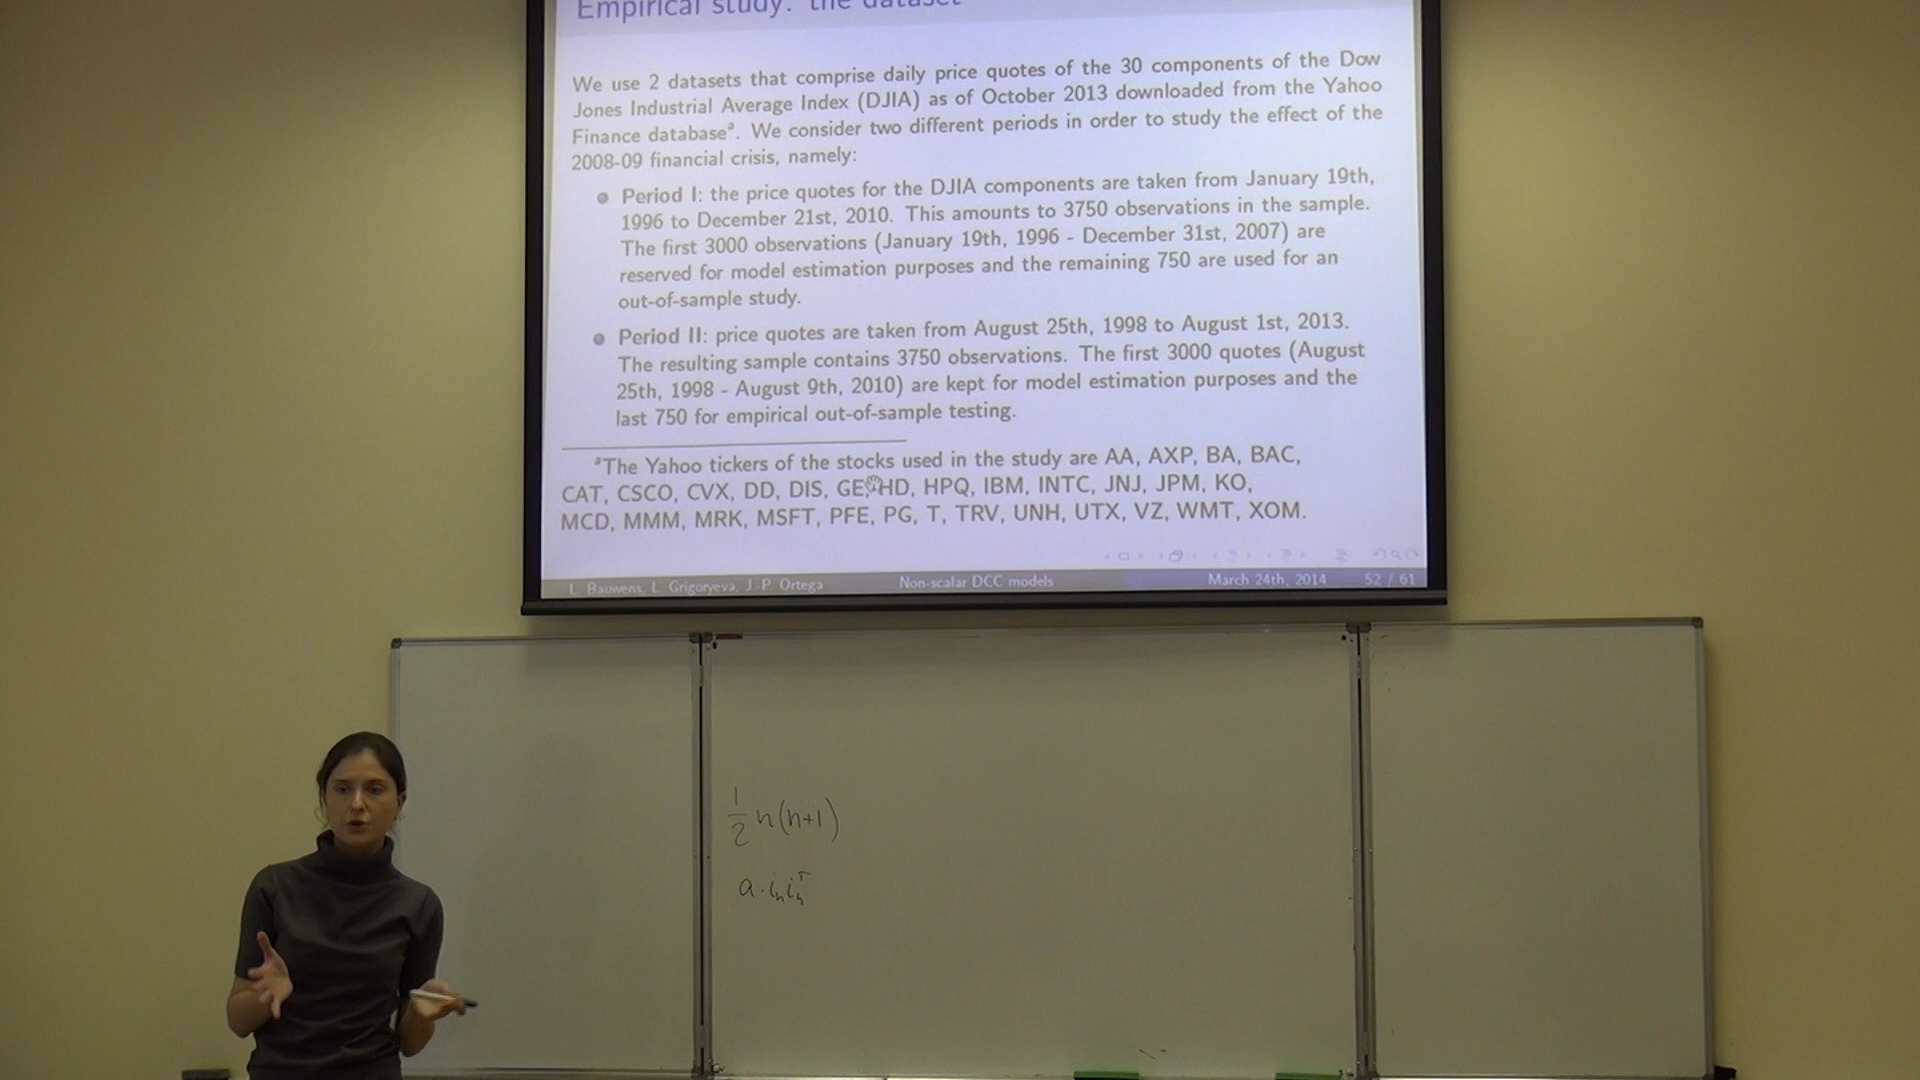 Empirical study: the dataset
We use 2 datasets that comprise daily price quotes of the 30 components of the Dow
Jones Industrial Average Index (DJIA) as of October 2013 downloaded from the Yahoo
Finance databaseª. We consider two different periods in order to study the effect of the
2008-09 financial crisis, namely:
Period I: the price quotes for the DJIA components are taken from January 19th,
1996 to December 21st, 2010. This amounts to 3750 observations in the sample.
The first 3000 observations (January 19th, 1996 - December 31st, 2007) are
reserved for model estimation purposes and the remaining 750 are used for an
out-of-sample study.
Period II: price quotes are taken from August 25th, 1998 to August 1st, 2013.
The resulting sample contains 3750 observations. The first 3000 quotes (August
25th, 1998 - August 9th, 2010) are kept for model estimation purposes and the
last 750 for empirical out-of-sample testing.
ªThe Yahoo tickers of the stocks used in the study are AA, AXP, BA, BAC,
CAT, CSCO, CVX, DD, DIS, GE, HD, HPQ, IBM, INTC, JNJ, JPM, KO,
MCD, MMM, MRK, MSFT, PFE, PG, T, TRV, UNH, UTX, VZ, WMT, XOM.
L. Bauwens, L. Grigoryeva, J.-P. Ortega Non-scalar DCC models March 24th, 2014 52 / 61
1/2 n(n+1)
a·iₙiₙᵀ